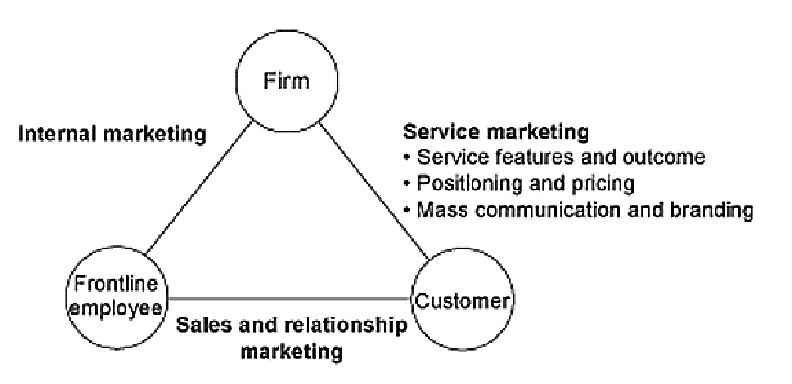 Firm
Internal marketing
Service marketing
• Service features and outcome
• Positioning and pricing
• Mass communication and branding
Frontline
employee
Customer
Sales and relationship
marketing